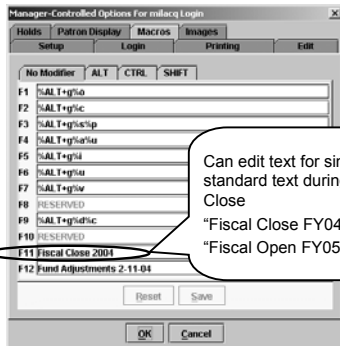 Manager-Controlled Options For milacq Login
Holds Patron Display Macros Images
Setup Login Printing Edit
No Modifier ALT CTRL SHIFT
F1 %ALT+g%o
F2 %ALT+g%c
F3 %ALT+g%s%p
F4 %ALT+g%a%u
F5 %ALT+g%i
F6 %ALT+g%u
F7 %ALT+g%v
F8 RESERVED
F9 %ALT+g%d%c
F10 RESERVED
F11 Fiscal Close 2004
F12 Fund Adjustments 2-11-04
Can edit text for sin
standard text during
Close
“Fiscal Close FY04
“Fiscal Open FY05
Reset Save
OK Cancel